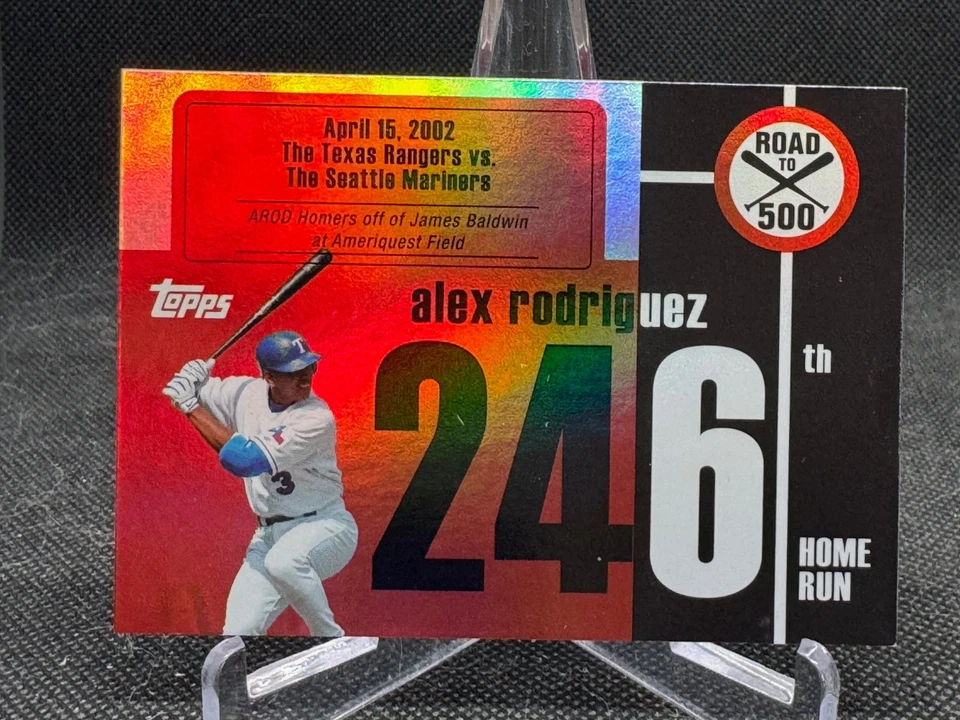 April 15, 2002
The Texas Rangers vs.
The Seattle Mariners
AROD Homers off of James Baldwin
at Ameriquest Field
ROAD
TO
500
Topps
alex rodriguez
246
th
HOME
RUN
T
3